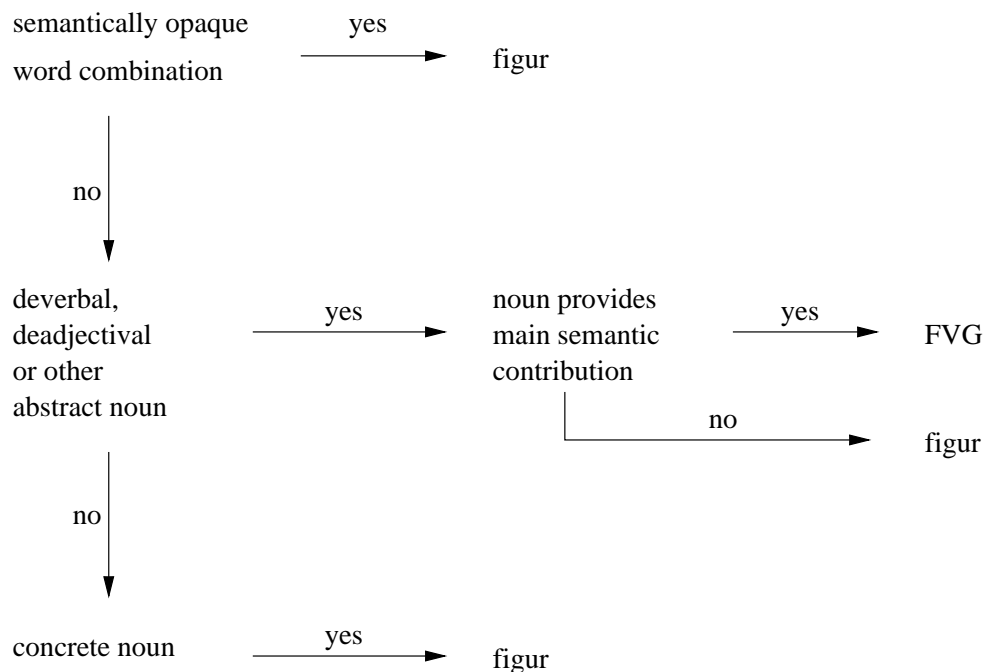 semantically opaque
word combination
yes
figur
no
deverbal,
deadjectival
or other
abstract noun
yes
noun provides
main semantic
contribution
yes
FVG
no
figur
no
concrete noun
yes
figur